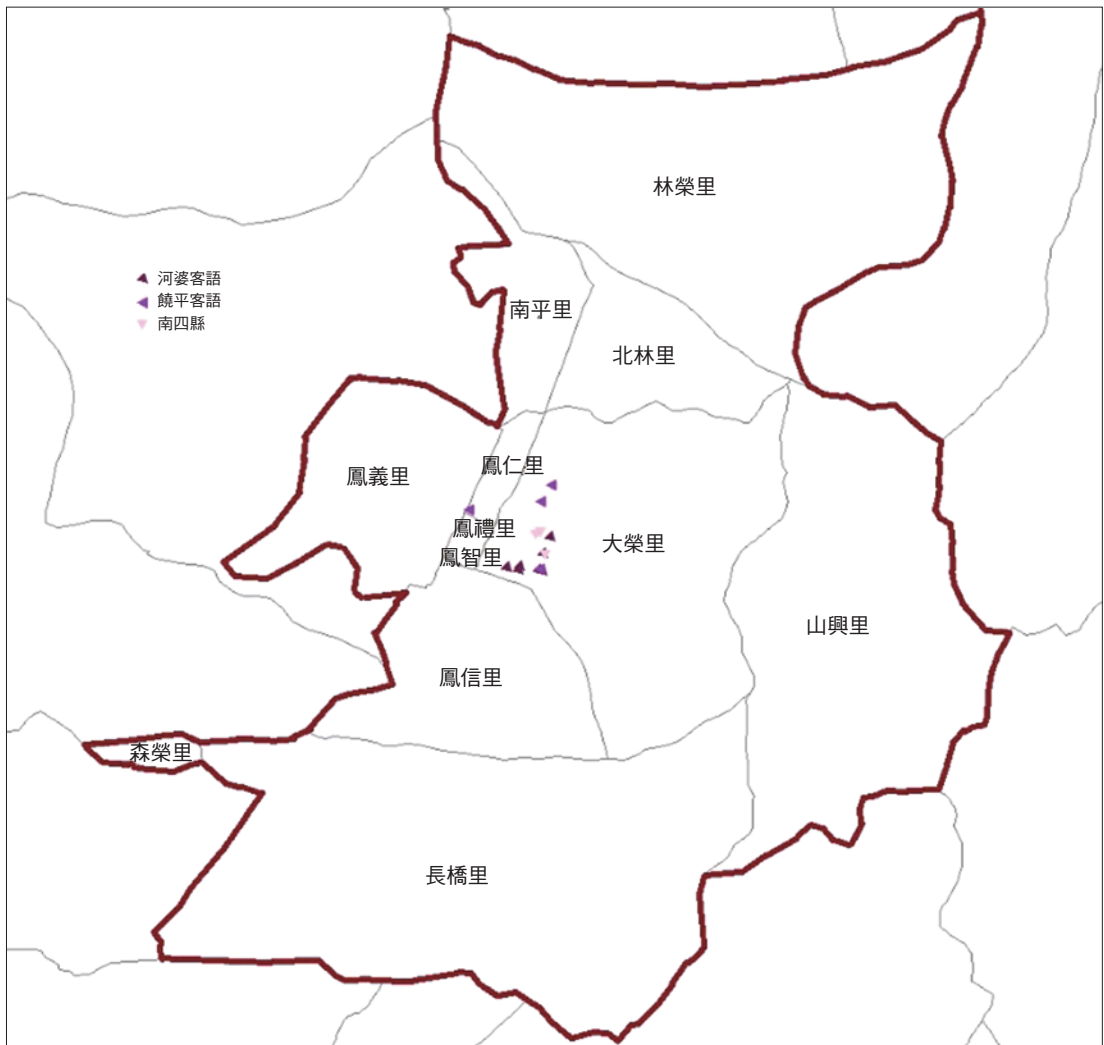 林榮里
河婆客語
饒平客語
南四縣
南平里
北林里
鳳仁里
鳳義里
鳳禮里
鳳智里
大榮里
山興里
鳳信里
森榮里
長橋里